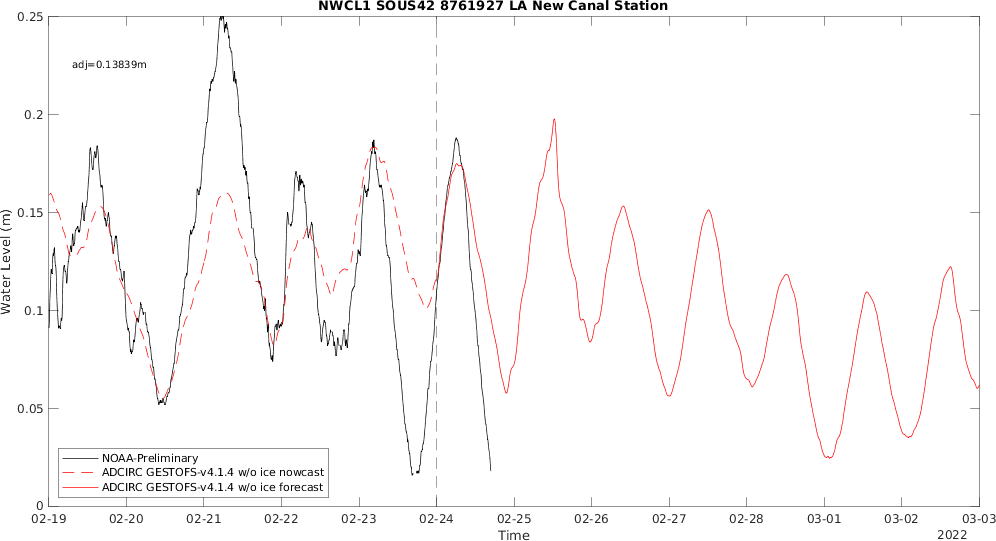 NWCL1 SOUS42 8761927 LA New Canal Station
adj=0.13839m
0.25
0.2
0.15
0.1
0.05
0
Water Level (m)
NOAA-Preliminary
ADCIRC GESTOFS-v4.1.4 w/o ice nowcast
ADCIRC GESTOFS-v4.1.4 w/o ice forecast
02-19 02-20 02-21 02-22 02-23 02-24 02-25 02-26 02-27 02-28 03-01 03-02 03-03
Time
2022